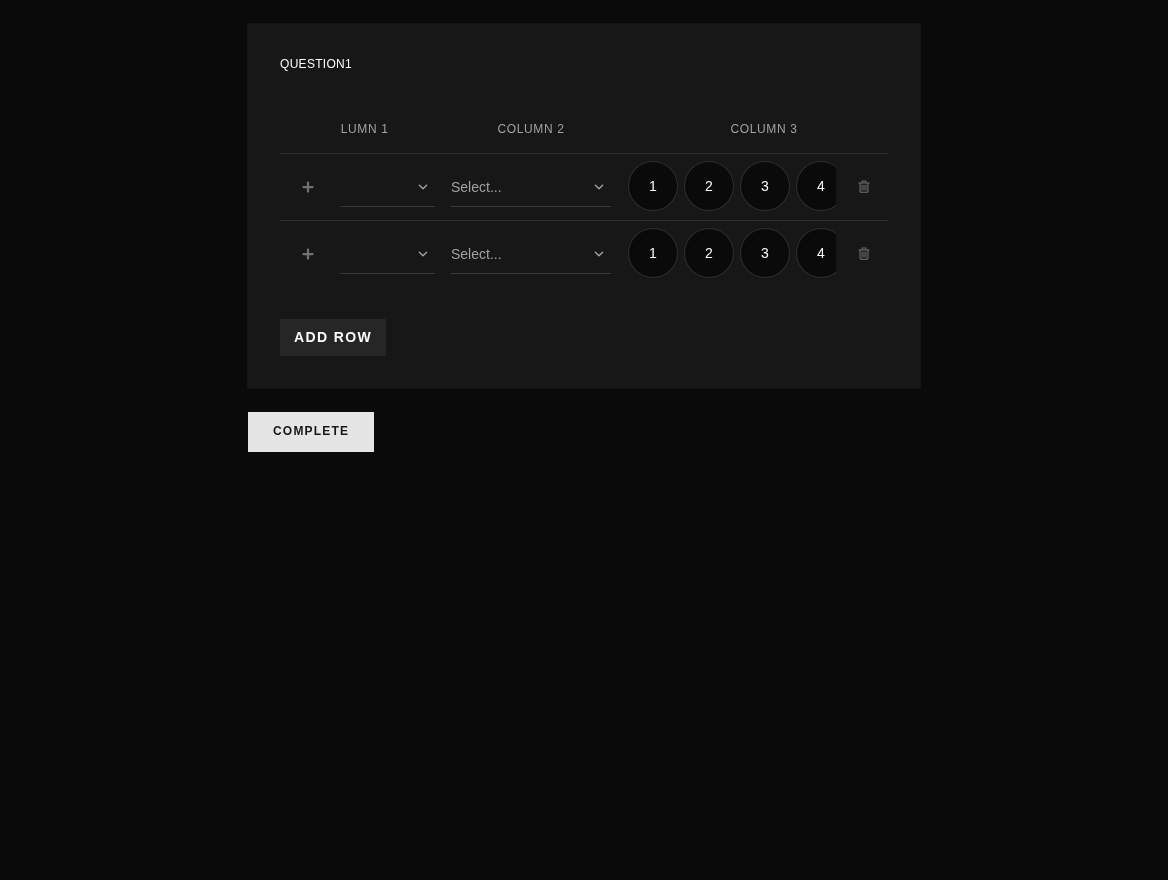 QUESTION1
LUMN 1 COLUMN 2 COLUMN 3
Select... 1 2 3 4
Select... 1 2 3 4
ADD ROW
COMPLETE